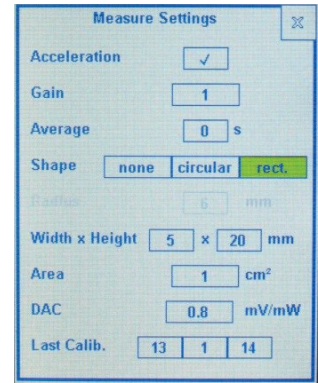 Measure Settings X
Acceleration ✓
Gain 1
Average 0 s
Shape none circular rect.
Radius 6 mm
Width x Height 5 x 20 mm
Area 1 cm²
DAC 0.8 mV/mW
Last Calib. 13 1 14